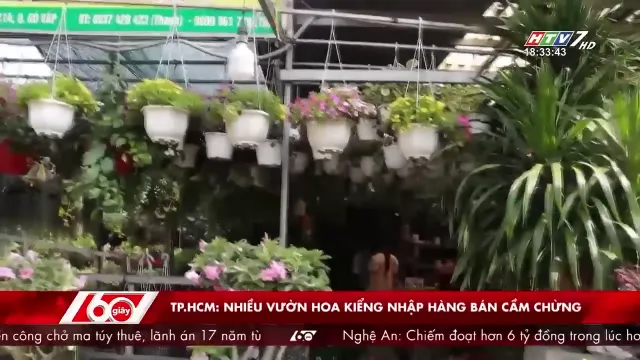 HTV7 HD
18:33:43
60 giây
TP.HCM: NHIỀU VƯỜN HOA KIỂNG NHẬP HÀNG BÁN CẦM CHỪNG
công chở ma túy thuê, lãnh án 17 năm tù
Nghệ An: Chiếm đoạt hơn 6 tỷ đồng trong lúc